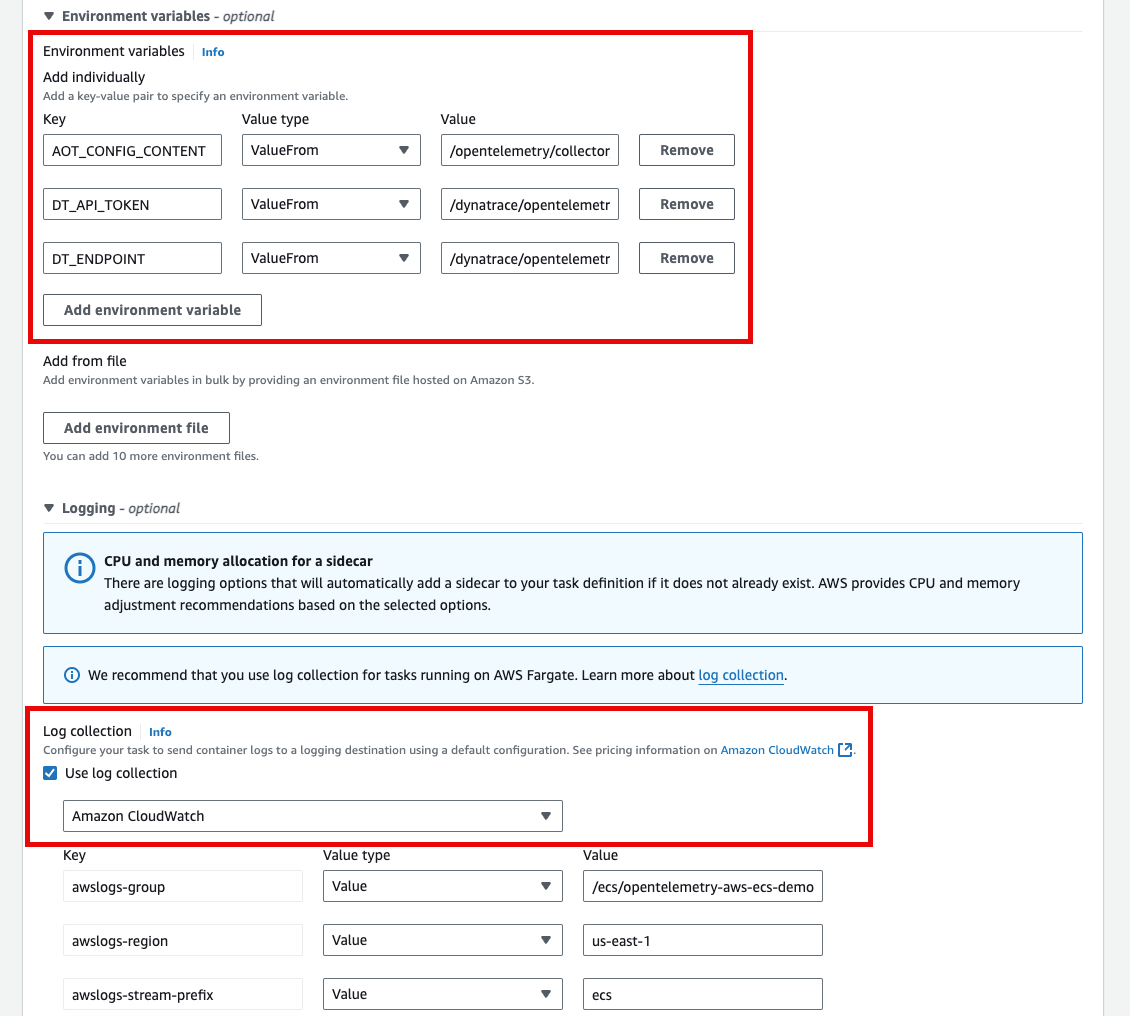 Environment variables - optional
Environment variables Info
Add individually
Add a key-value pair to specify an environment variable.
Key Value type Value
AOT_CONFIG_CONTENT ValueFrom /opentelemetry/collector Remove
DT_API_TOKEN ValueFrom /dynatrace/opentelemetr Remove
DT_ENDPOINT ValueFrom /dynatrace/opentelemetr Remove
Add environment variable
Add from file
Add environment variables in bulk by providing an environment file hosted on Amazon S3.
Add environment file
You can add 10 more environment files.
Logging - optional
CPU and memory allocation for a sidecar
There are logging options that will automatically add a sidecar to your task definition if it does not already exist. AWS provides CPU and memory
adjustment recommendations based on the selected options.
We recommend that you use log collection for tasks running on AWS Fargate. Learn more about log collection.
Log collection Info
Configure your task to send container logs to a logging destination using a default configuration. See pricing information on Amazon CloudWatch.
Use log collection
Amazon CloudWatch
Key Value type Value
awslogs-group Value /ecs/opentelemetry-aws-ecs-demo
awslogs-region Value us-east-1
awslogs-stream-prefix Value ecs